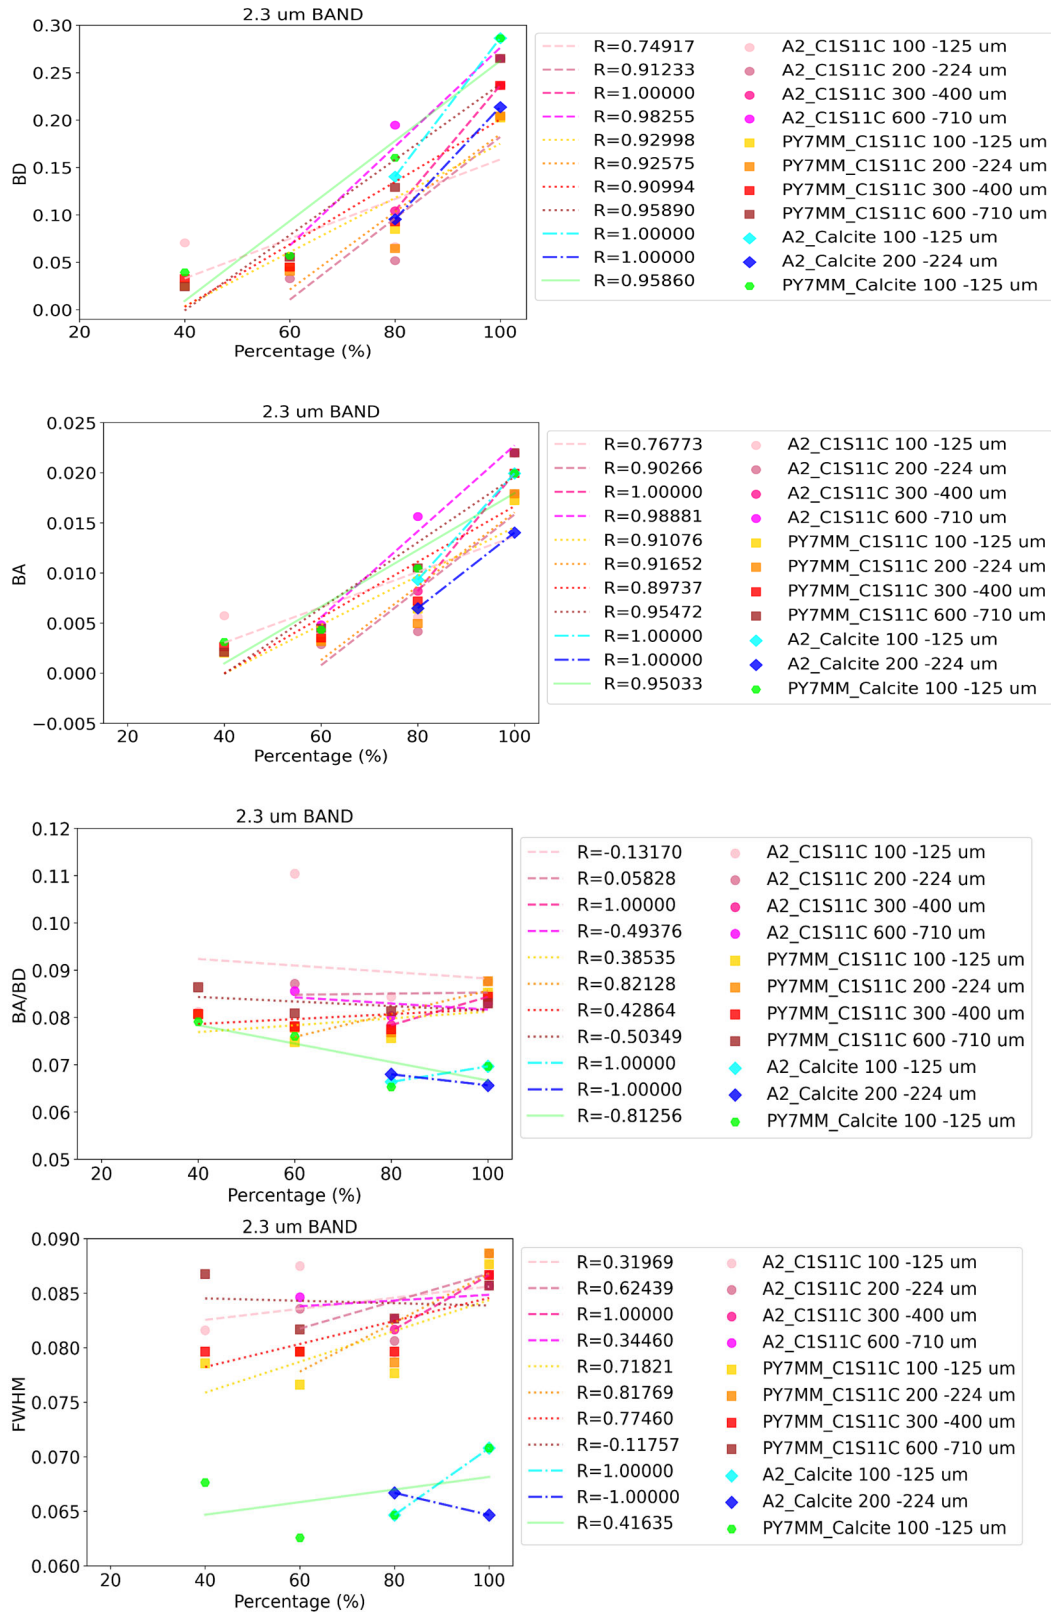 2.3 um BAND
0.30
0.25
0.20
0.15
0.10
0.05
0.00
BD
20 40 60 80 100
Percentage (%)
R=0.74917 A2_C1S11C 100 -125 um
R=0.91233 A2_C1S11C 200 -224 um
R=1.00000 A2_C1S11C 300 -400 um
R=0.98255 A2_C1S11C 600 -710 um
R=0.92998 PY7MM_C1S11C 100 -125 um
R=0.92575 PY7MM_C1S11C 200 -224 um
R=0.90994 PY7MM_C1S11C 300 -400 um
R=0.95890 PY7MM_C1S11C 600 -710 um
R=1.00000 A2_Calcite 100 -125 um
R=1.00000 A2_Calcite 200 -224 um
R=0.95860 PY7MM_Calcite 100 -125 um
2.3 um BAND
0.025
0.020
0.015
0.010
0.005
0.000
−0.005
BA
20 40 60 80 100
Percentage (%)
R=0.76773 A2_C1S11C 100 -125 um
R=0.90266 A2_C1S11C 200 -224 um
R=1.00000 A2_C1S11C 300 -400 um
R=0.98881 A2_C1S11C 600 -710 um
R=0.91076 PY7MM_C1S11C 100 -125 um
R=0.91652 PY7MM_C1S11C 200 -224 um
R=0.89737 PY7MM_C1S11C 300 -400 um
R=0.95472 PY7MM_C1S11C 600 -710 um
R=1.00000 A2_Calcite 100 -125 um
R=1.00000 A2_Calcite 200 -224 um
R=0.95033 PY7MM_Calcite 100 -125 um
2.3 um BAND
0.12
0.11
0.10
0.09
0.08
0.07
0.06
0.05
BA/BD
20 40 60 80 100
Percentage (%)
R=-0.13170 A2_C1S11C 100 -125 um
R=0.05828 A2_C1S11C 200 -224 um
R=1.00000 A2_C1S11C 300 -400 um
R=-0.49376 A2_C1S11C 600 -710 um
R=0.38535 PY7MM_C1S11C 100 -125 um
R=0.82128 PY7MM_C1S11C 200 -224 um
R=0.42864 PY7MM_C1S11C 300 -400 um
R=-0.50349 PY7MM_C1S11C 600 -710 um
R=1.00000 A2_Calcite 100 -125 um
R=-1.00000 A2_Calcite 200 -224 um
R=-0.81256 PY7MM_Calcite 100 -125 um
2.3 um BAND
0.090
0.085
0.080
0.075
0.070
0.065
0.060
FWHM
20 40 60 80 100
Percentage (%)
R=0.31969 A2_C1S11C 100 -125 um
R=0.62439 A2_C1S11C 200 -224 um
R=1.00000 A2_C1S11C 300 -400 um
R=0.34460 A2_C1S11C 600 -710 um
R=0.71821 PY7MM_C1S11C 100 -125 um
R=0.81769 PY7MM_C1S11C 200 -224 um
R=0.77460 PY7MM_C1S11C 300 -400 um
R=-0.11757 PY7MM_C1S11C 600 -710 um
R=1.00000 A2_Calcite 100 -125 um
R=-1.00000 A2_Calcite 200 -224 um
R=0.41635 PY7MM_Calcite 100 -125 um